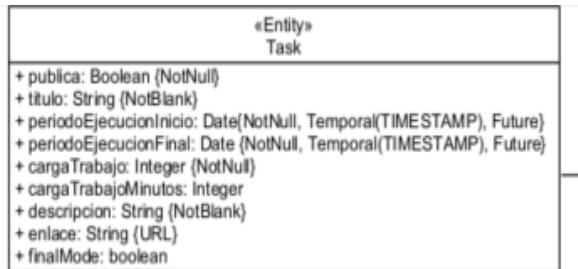 «Entity»
Task
+ publica: Boolean {NotNull}
+ titulo: String {NotBlank}
+ periodoEjecucionInicio: Date{NotNull, Temporal(TIMESTAMP), Future}
+ periodoEjecucionFinal: Date {NotNull, Temporal(TIMESTAMP), Future}
+ cargaTrabajo: Integer {NotNull}
+ cargaTrabajoMinutos: Integer
+ descripcion: String {NotBlank}
+ enlace: String {URL}
+ finalMode: boolean